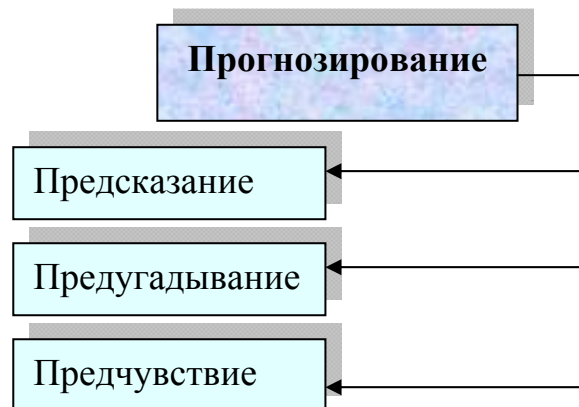 Прогнозирование
Предсказание
Предугадывание
Предчувствие